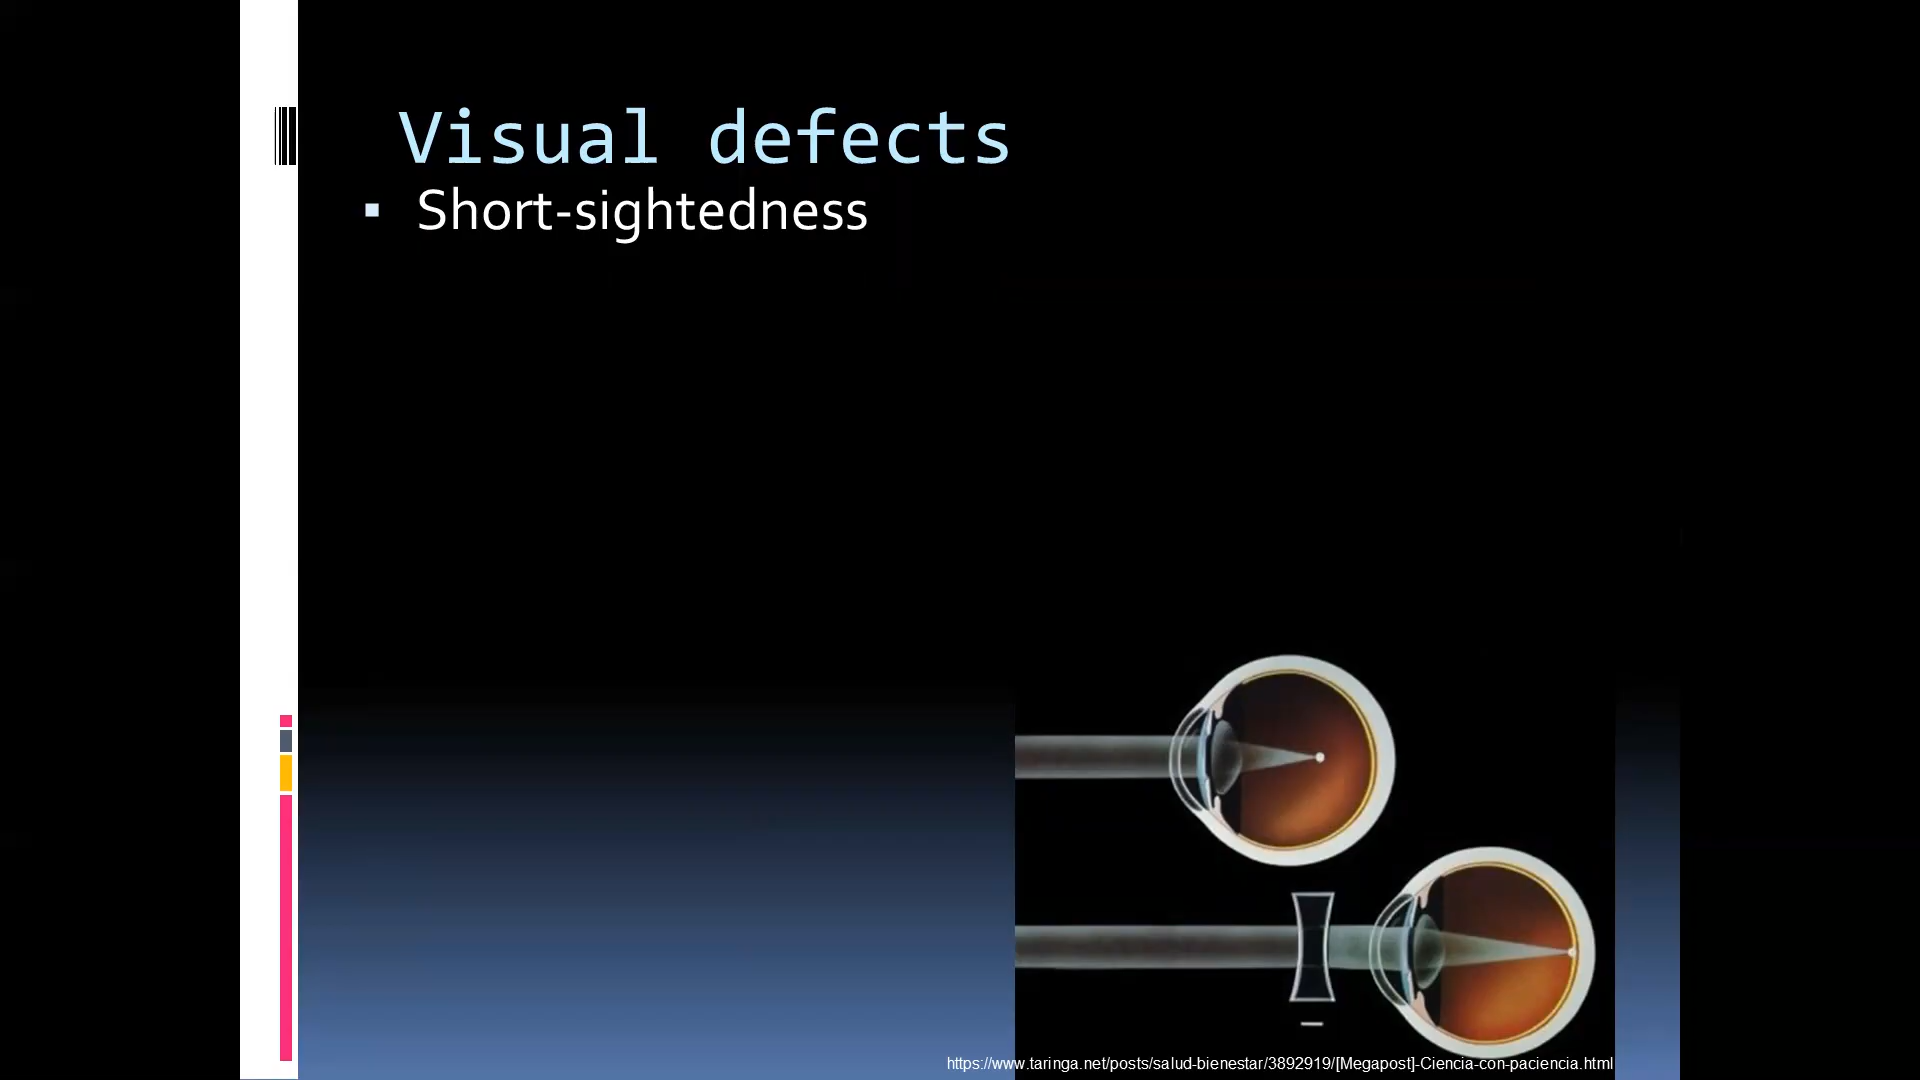 Visual defects
Short-sightedness
https://www.taringa.net/posts/salud-bienestar/3892919/[Megapost]-Ciencia-con-paciencia.html